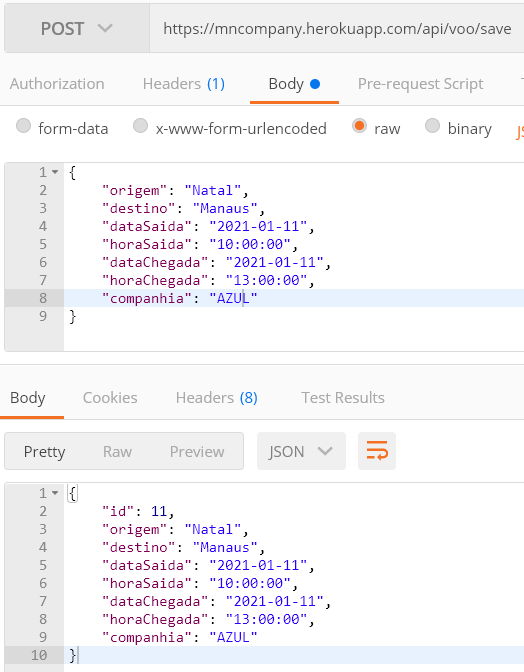 POST https://mncompany.herokuapp.com/api/voo/save
Authorization Headers (1) Body Pre-request Script
form-data x-www-form-urlencoded raw binary
1 {
2 "origem": "Natal",
3 "destino": "Manaus",
4 "dataSaida": "2021-01-11",
5 "horaSaida": "10:00:00",
6 "dataChegada": "2021-01-11",
7 "horaChegada": "13:00:00",
8 "companhia": "AZUL"
9 }
Body Cookies Headers (8) Test Results
Pretty Raw Preview JSON
1 {
2 "id": 11,
3 "origem": "Natal",
4 "destino": "Manaus",
5 "dataSaida": "2021-01-11",
6 "horaSaida": "10:00:00",
7 "dataChegada": "2021-01-11",
8 "horaChegada": "13:00:00",
9 "companhia": "AZUL"
10 }